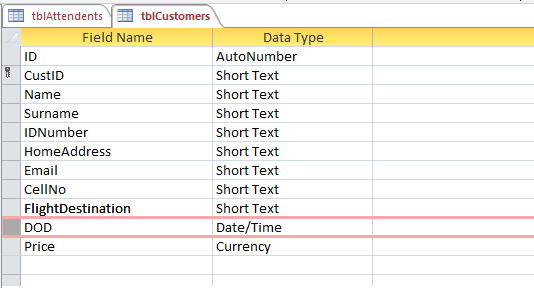 tblAttendents tblCustomers
Field Name Data Type
ID AutoNumber
CustID Short Text
Name Short Text
Surname Short Text
IDNumber Short Text
HomeAddress Short Text
Email Short Text
CellNo Short Text
FlightDestination Short Text
DOD Date/Time
Price Currency